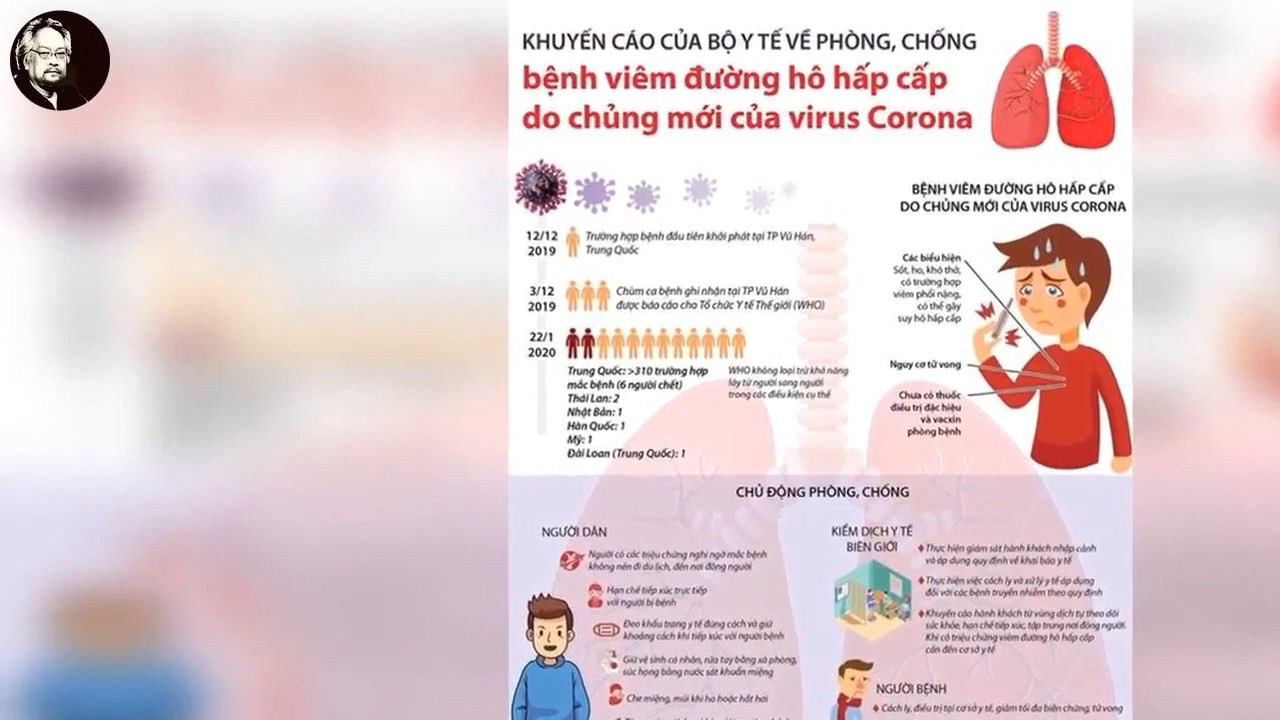 KHUYẾN CÁO CỦA BỘ Y TẾ VỀ PHÒNG, CHỐNG
bệnh viêm đường hô hấp cấp
do chủng mới của virus Corona
12/12
2019
Trường hợp bệnh đầu tiên khởi phát tại TP Vũ Hán,
Trung Quốc
3/12
2019
Chùm ca bệnh ghi nhận tại TP Vũ Hán
được báo cáo cho Tổ chức Y tế Thế giới (WHO)
22/1
2020
Trung Quốc: >310 trường hợp
mắc bệnh (6 người chết)
Thái Lan: 2
Nhật Bản: 1
Hàn Quốc: 1
Mỹ: 1
Đài Loan (Trung Quốc): 1
WHO không loại trừ khả năng
lây từ người sang người
trong các điều kiện cụ thể
BỆNH VIÊM ĐƯỜNG HÔ HẤP CẤP
DO CHỦNG MỚI CỦA VIRUS CORONA
Các biểu hiện
Sốt, ho, khó thở,
có trường hợp
viêm phổi nặng,
có thể gây
suy hô hấp cấp
Nguy cơ tử vong
Chưa có thuốc
điều trị đặc hiệu
và vacxin
phòng bệnh
CHỦ ĐỘNG PHÒNG, CHỐNG
NGƯỜI DÂN
Người có các triệu chứng nghi ngờ mắc bệnh
không nên đi du lịch, đến nơi đông người
Hạn chế tiếp xúc trực tiếp
với người bị bệnh
Đeo khẩu trang y tế đúng cách và giữ
khoảng cách khi tiếp xúc với người bệnh
Giữ vệ sinh cá nhân, rửa tay bằng xà phòng,
súc họng bằng nước sát khuẩn miệng
Che miệng, mũi khi ho hoặc hắt hơi
KIỂM DỊCH Y TẾ
BIÊN GIỚI
Thực hiện giám sát hành khách nhập cảnh
và áp dụng quy định về khai báo y tế
Thực hiện việc cách ly và xử lý y tế áp dụng
đối với các bệnh truyền nhiễm theo quy định
Khuyến cáo hành khách từ vùng dịch tự theo dõi
sức khỏe, hạn chế tiếp xúc, tập trung nơi đông người.
Khi có triệu chứng viêm đường hô hấp cấp
cần đến cơ sở y tế
NGƯỜI BỆNH
Cách ly, điều trị tại cơ sở y tế, giảm tối đa biến chứng, tử vong